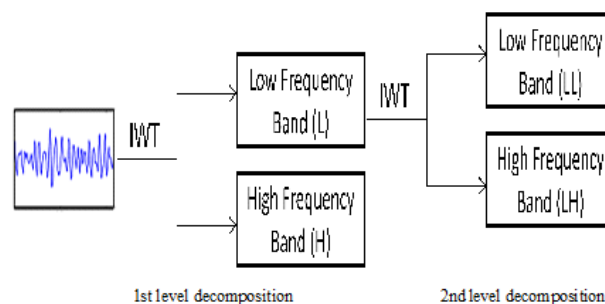 IWT
Low Frequency
Band (L)
High Frequency
Band (H)
IWT
Low Frequency
Band (LL)
High Frequency
Band (LH)
1st level decomposition
2nd level decomposition